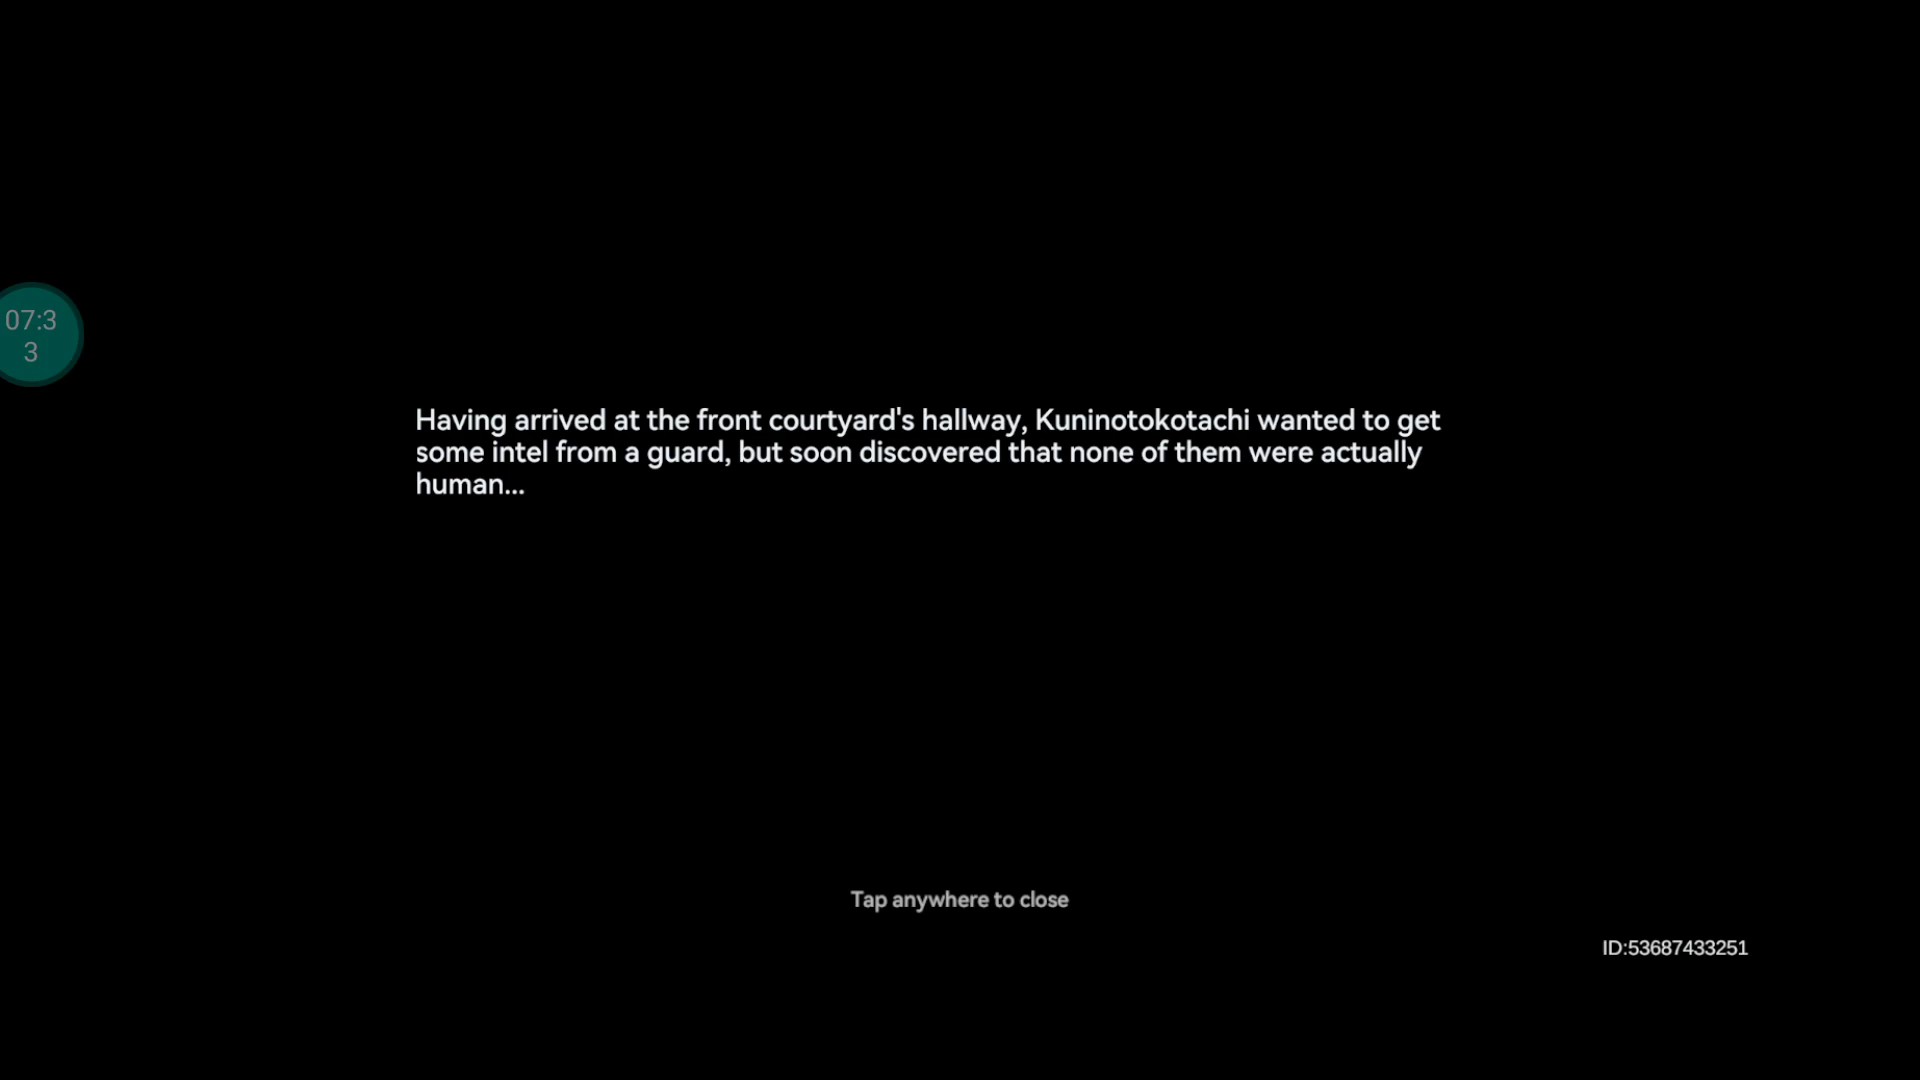 07:3
3
Having arrived at the front courtyard's hallway, Kuninotokotachi wanted to get
some intel from a guard, but soon discovered that none of them were actually
human...
Tap anywhere to close
ID:53687433251